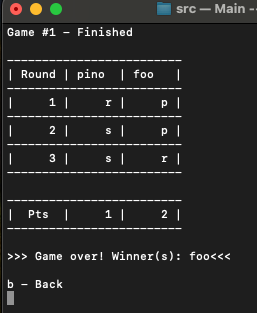 src — Main -
Game #1 - Finished
----------------------
| Round | pino | foo |
----------------------
| 1 | r | p |
----------------------
| 2 | s | p |
----------------------
| 3 | s | r |
----------------------
----------------------
| Pts | 1 | 2 |
----------------------
>>> Game over! Winner(s): foo<<<
b - Back